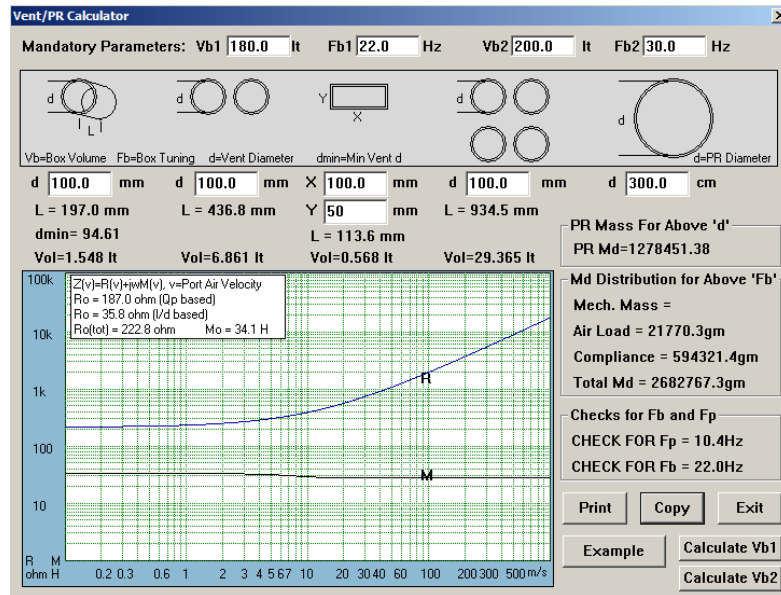 Vent/PR Calculator
Mandatory Parameters: Vb1 180.0 lt Fb1 22.0 Hz Vb2 200.0 lt Fb2 30.0 Hz
d d Y d d
L X
Vb=Box Volume Fb=Box Tuning d=Vent Diameter dmin=Min Vent d d=PR Diameter
d 100.0 mm d 100.0 mm X 100.0 mm d 100.0 mm d 300.0 cm
L = 197.0 mm L = 436.8 mm Y 50 mm L = 934.5 mm
dmin= 94.61 L = 113.6 mm
Vol=1.548 lt Vol=6.861 lt Vol=0.568 lt Vol=29.365 lt
PR Mass For Above 'd'
PR Md=1278451.38
Md Distribution for Above 'Fb'
Mech. Mass =
Air Load = 21770.3gm
Compliance = 594321.4gm
Total Md = 2682767.3gm
Checks for Fb and Fp
CHECK FOR Fp = 10.4Hz
CHECK FOR Fb = 22.0Hz
Print Copy Exit
Example Calculate Vb1
Calculate Vb2
Z(v)=R(v)+jwM(v), v=Port Air Velocity
Ro = 187.0 ohm (Qp based)
Ro = 35.8 ohm (l/d based)
Ro(tot) = 222.8 ohm Mo = 34.1 H
100k
10k
1k
100
10
R
M
R M
ohm H 0.2 0.3 0.6 1 2 3 4 5 6 7 10 20 30 40 60 100 200 300 500 m/s